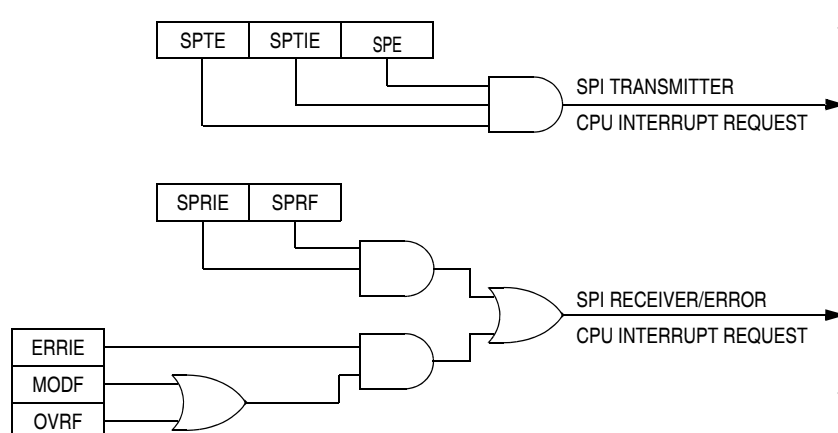 SPTE SPTIE SPE
SPI TRANSMITTER
CPU INTERRUPT REQUEST
SPRIE SPRF
SPI RECEIVER/ERROR
CPU INTERRUPT REQUEST
ERRIE
MODF
OVRF